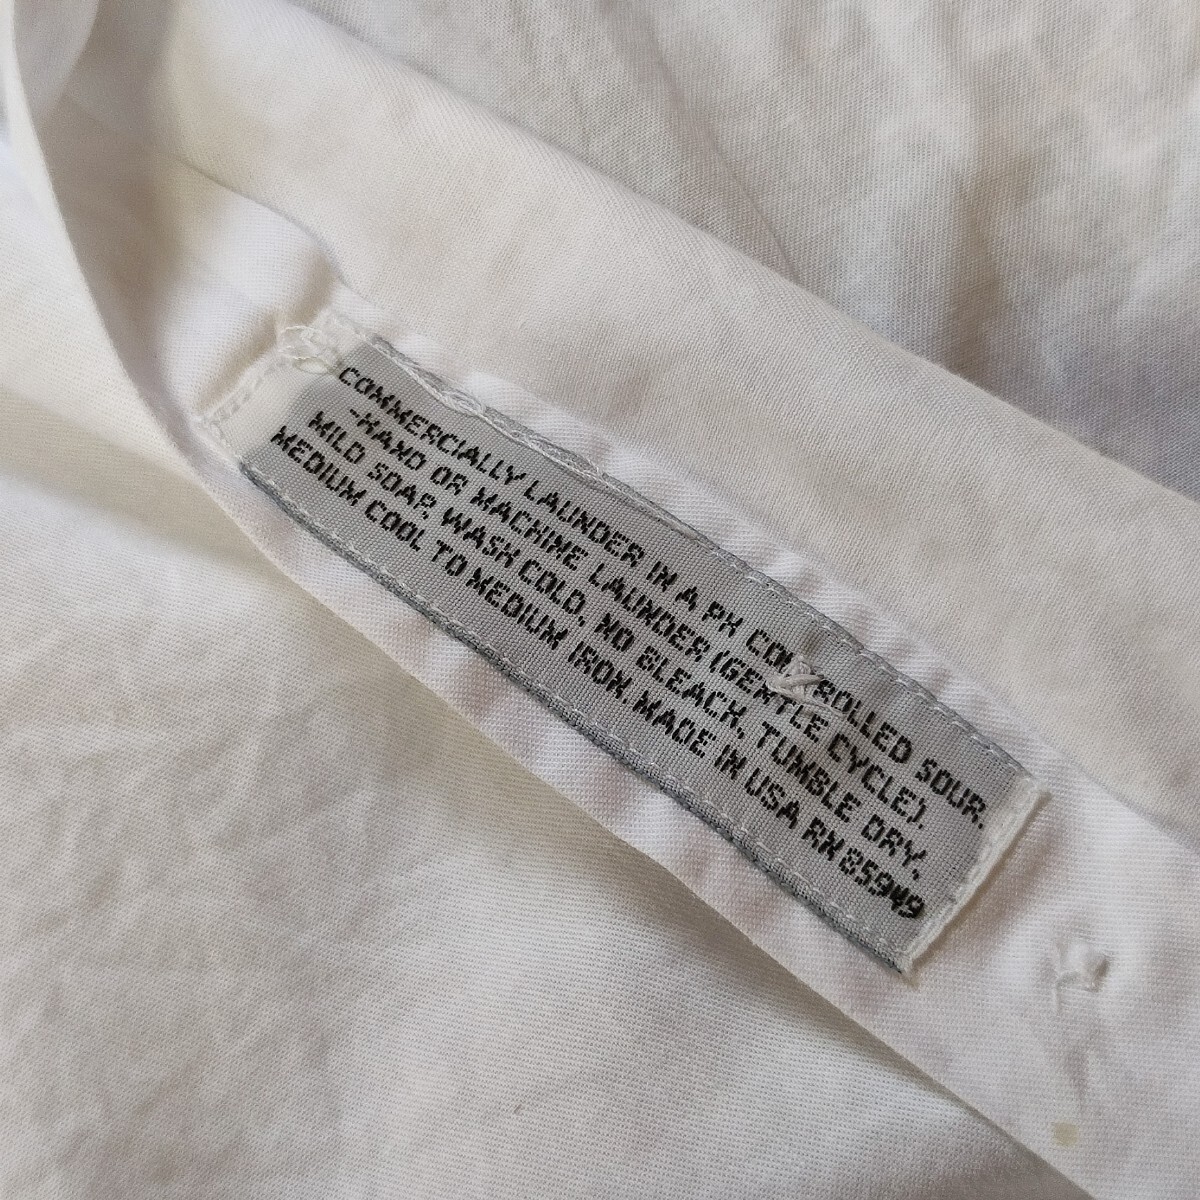 COMMERCIALLY LAUNDER IN A PH CONTROLLED SOUR.
-HAND OR MACHINE LAUNDER (GENTLE CYCLE).
MILD SOAP, WASH COLD, NO BLEACH, TUMBLE DRY,
MEDIUM COOL TO MEDIUM IRON. MADE IN USA RN 85949